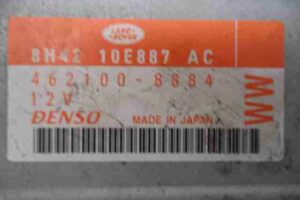 LAND-
ROVER
8H42 10E887 AC
462100-8884
12V
DENSO MADE IN JAPAN
WW